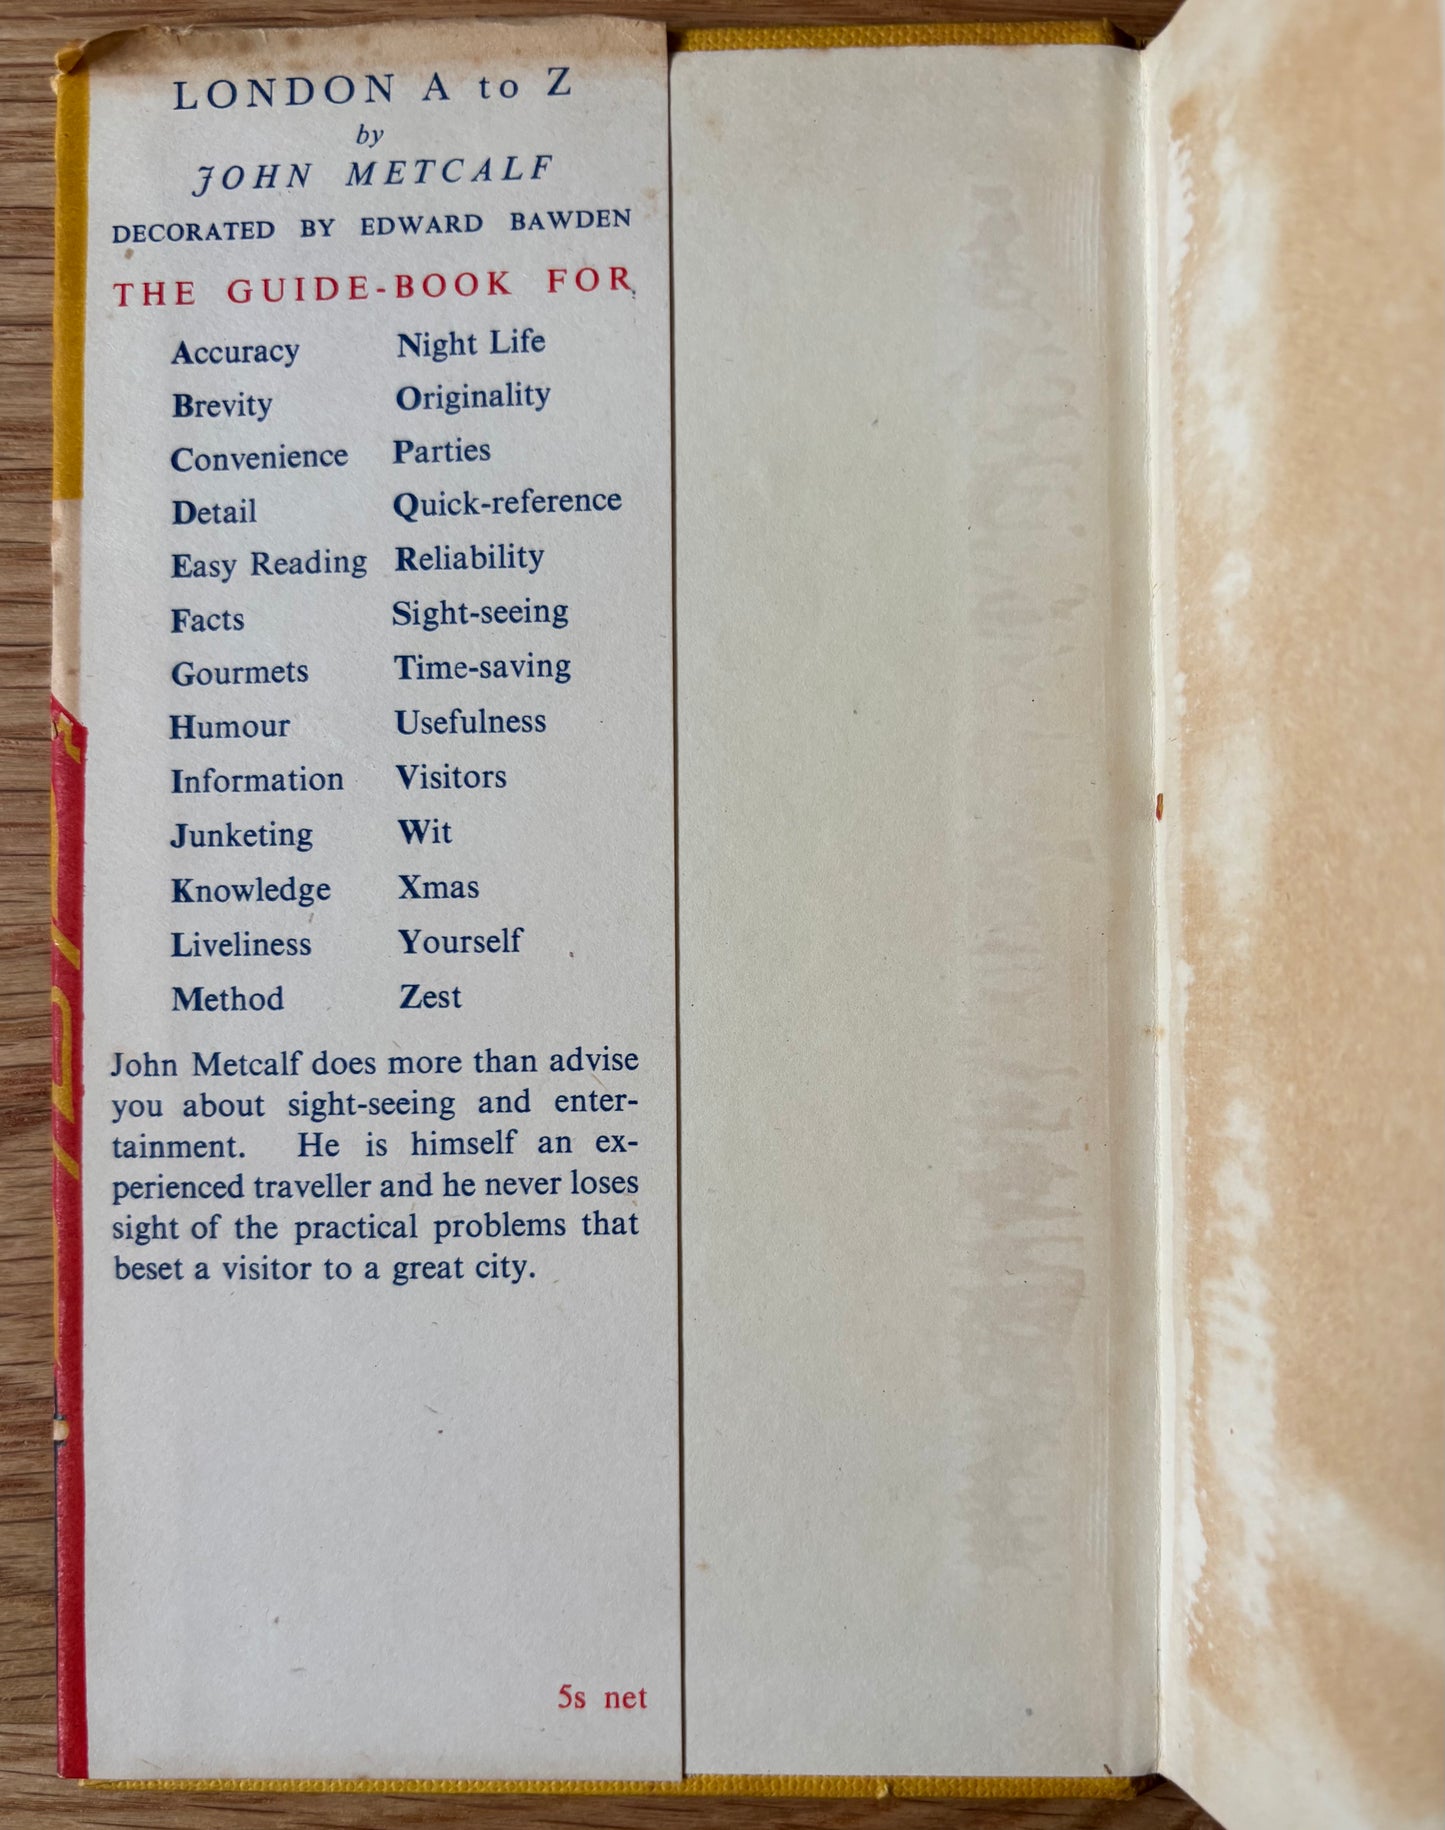 LONDON A to Z
by
JOHN METCALF
DECORATED BY EDWARD BAWDEN
THE GUIDE-BOOK FOR
Accuracy
Brevity
Convenience
Detail
Easy Reading
Facts
Gourmets
Humour
Information
Junketing
Knowledge
Liveliness
Method
Night Life
Originality
Parties
Quick-reference
Reliability
Sight-seeing
Time-saving
Usefulness
Visitors
Wit
Xmas
Yourself
Zest
John Metcalf does more than advise
you about sight-seeing and enter-
tainment. He is himself an ex-
perienced traveller and he never loses
sight of the practical problems that
beset a visitor to a great city.
5s net